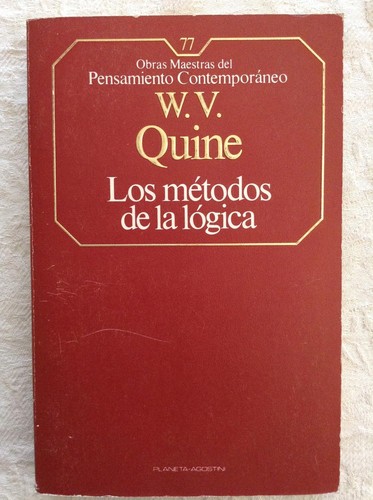 77
Obras Maestras del
Pensamiento Contemporáneo
W. V.
Quine
Los métodos
de la lógica
PLANETA-AGOSTINI